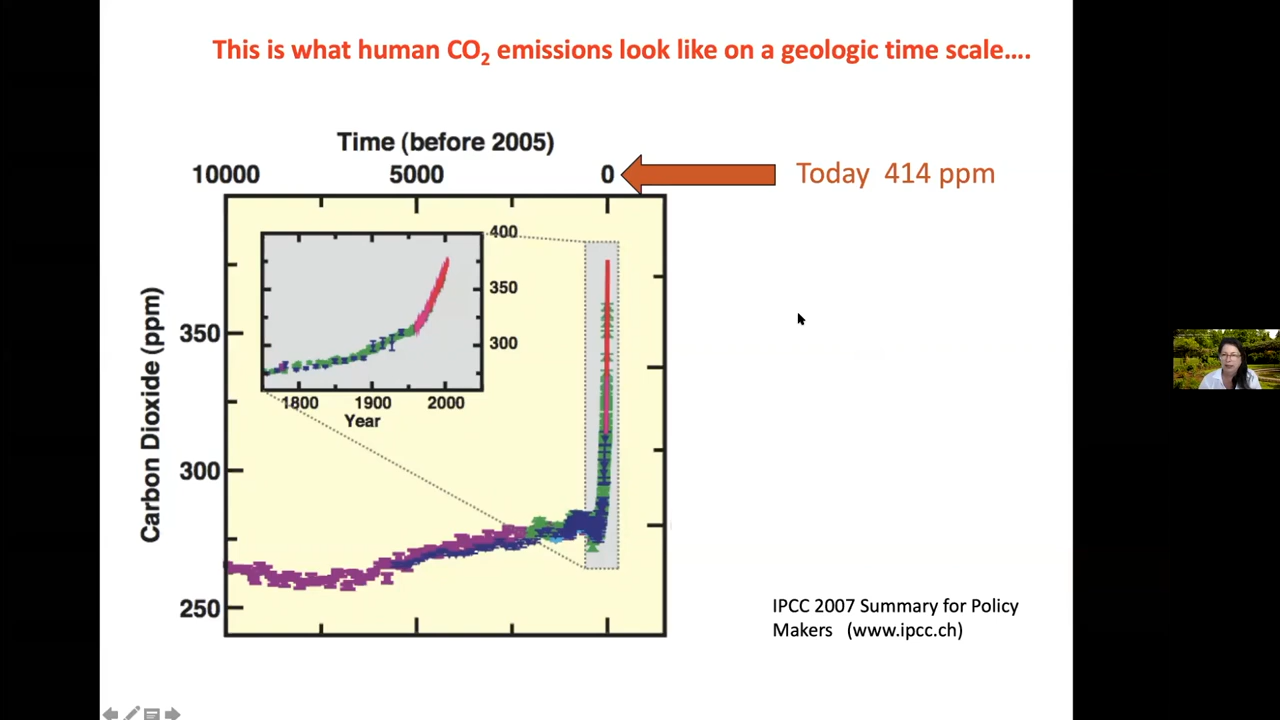 This is what human CO₂ emissions look like on a geologic time scale….
Time (before 2005)
10000 5000 0
Today 414 ppm
400
350
300
1800 1900 2000
Year
Carbon Dioxide (ppm)
350
300
250
IPCC 2007 Summary for Policy
Makers (www.ipcc.ch)